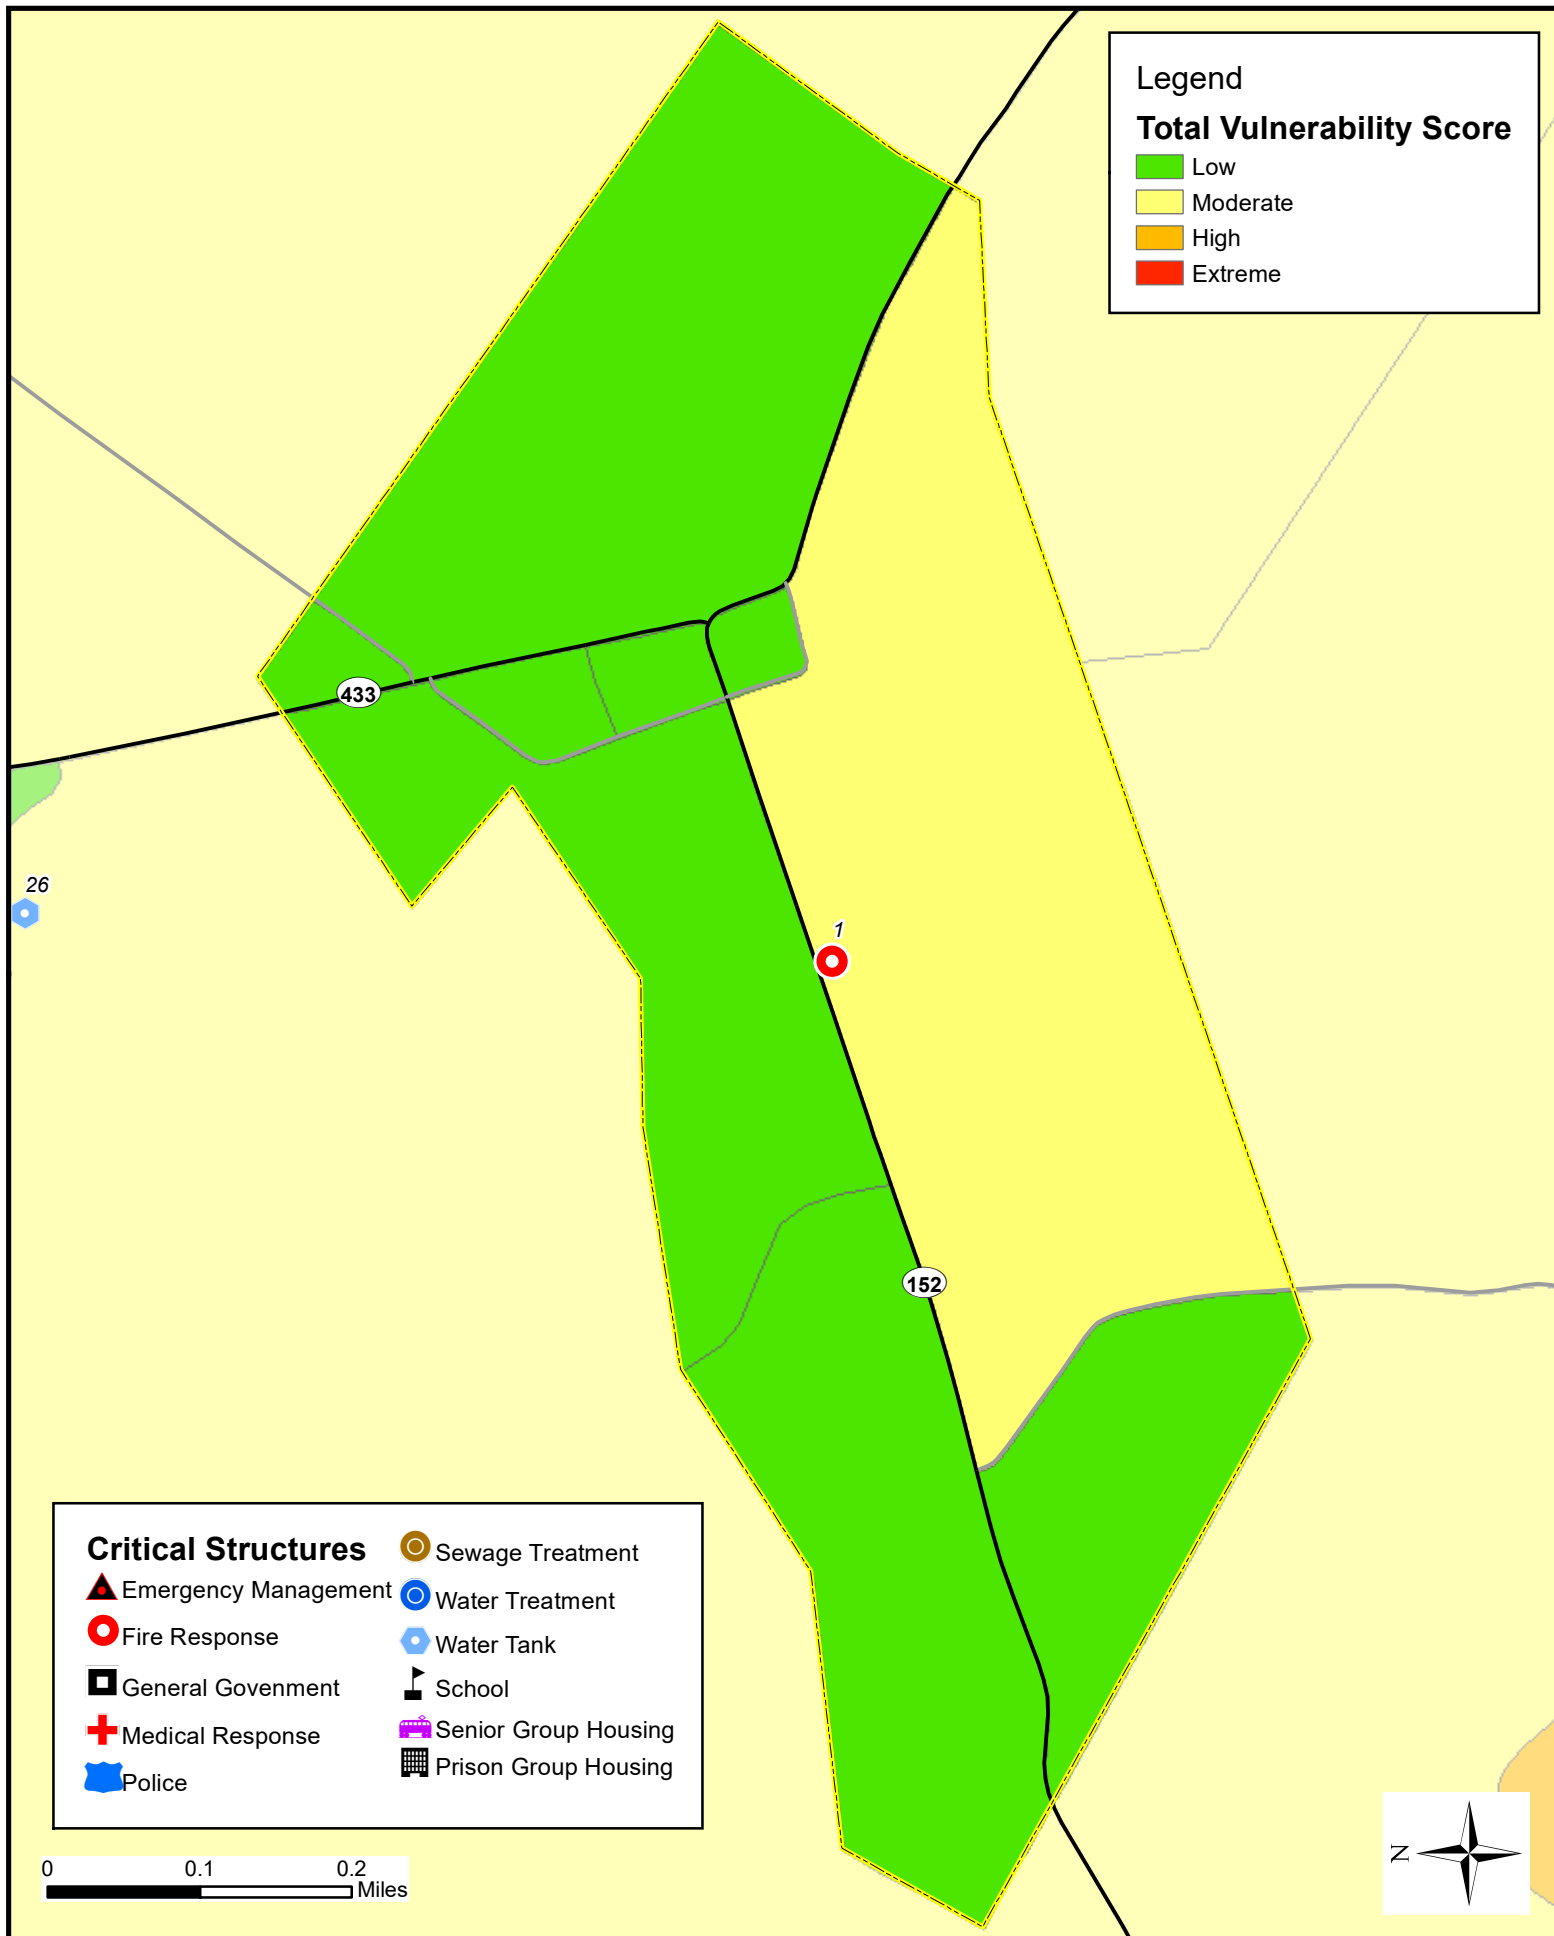 Legend
Total Vulnerability Score
Low
Moderate
High
Extreme
433
26
1
152
Critical Structures
Emergency Management
Fire Response
General Govenment
Medical Response
Police
Sewage Treatment
Water Treatment
Water Tank
School
Senior Group Housing
Prison Group Housing
0 0.1 0.2
Miles
N